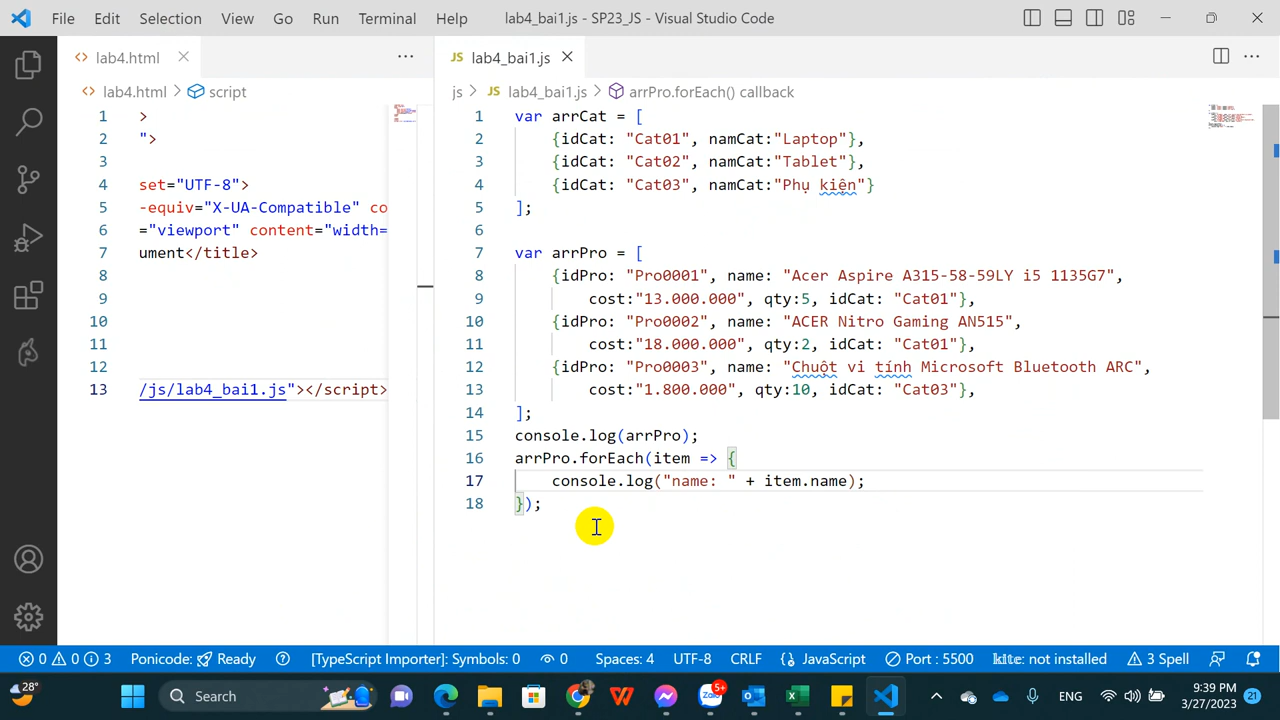 File Edit Selection View Go Run Terminal Help lab4_bai1.js - SP23_JS - Visual Studio Code
lab4.html
lab4.html > script
1 >
2 ">
3
4 set="UTF-8">
5 -equiv="X-UA-Compatible" co
6 ="viewport" content="width=
7 ument</title>
8
9
10
11
12
13 /js/lab4_bai1.js"></script>
JS lab4_bai1.js
js > JS lab4_bai1.js > arrPro.forEach() callback
1 var arrCat = [
2 {idCat: "Cat01", namCat:"Laptop"},
3 {idCat: "Cat02", namCat:"Tablet"},
4 {idCat: "Cat03", namCat:"Phụ kiện"}
5 ];
6
7 var arrPro = [
8 {idPro: "Pro0001", name: "Acer Aspire A315-58-59LY i5 1135G7",
9 cost:"13.000.000", qty:5, idCat: "Cat01"},
10 {idPro: "Pro0002", name: "ACER Nitro Gaming AN515",
11 cost:"18.000.000", qty:2, idCat: "Cat01"},
12 {idPro: "Pro0003", name: "Chuột vi tính Microsoft Bluetooth ARC",
13 cost:"1.800.000", qty:10, idCat: "Cat03"},
14 ];
15 console.log(arrPro);
16 arrPro.forEach(item => {
17 console.log("name: " + item.name);
18 });
0 0 3 Ponicode: Ready [TypeScript Importer]: Symbols: 0 0 Spaces: 4 UTF-8 CRLF {} JavaScript Port : 5500 kite: not installed 3 Spell
28° Search 5+ ENG 9:39 PM
3/27/2023 21